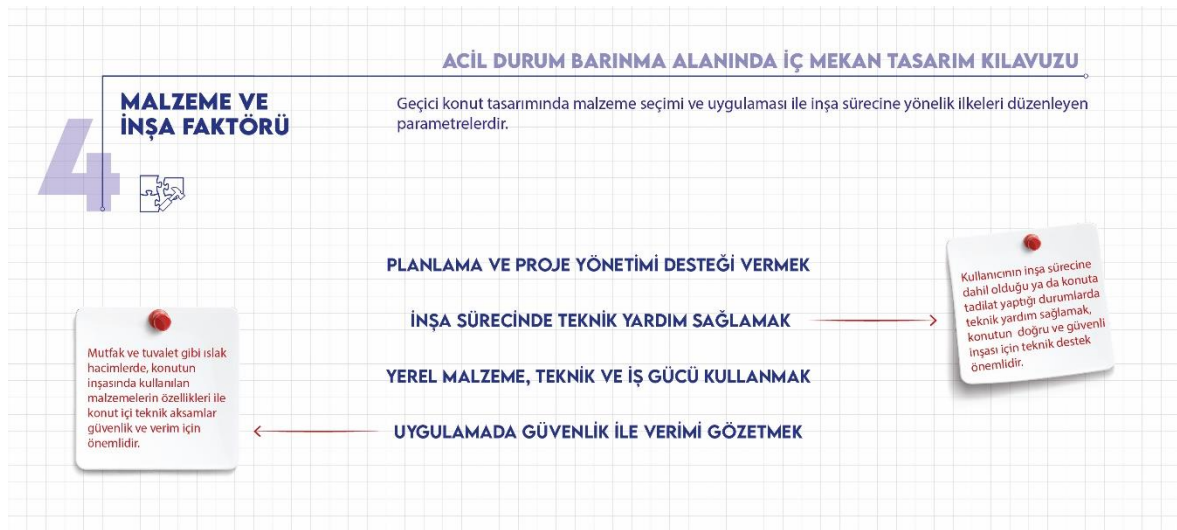 ACİL DURUM BARINMA ALANINDA İÇ MEKAN TASARIM KILAVUZU
4
MALZEME VE
İNŞA FAKTÖRÜ
Geçici konut tasarımında malzeme seçimi ve uygulaması ile inşa sürecine yönelik ilkeleri düzenleyen
parametrelerdir.
PLANLAMA VE PROJE YÖNETİMİ DESTEĞİ VERMEK
İNŞA SÜRECİNDE TEKNİK YARDIM SAĞLAMAK
Kullanıcının inşa sürecine
dahil olduğu ya da konuta
tadilat yaptığı durumlarda
teknik yardım sağlamak,
konutun doğru ve güvenli
inşası için teknik destek
önemlidir.
YEREL MALZEME, TEKNİK VE İŞ GÜCÜ KULLANMAK
UYGULAMADA GÜVENLİK İLE VERİMİ GÖZETMEK
Mutfak ve tuvalet gibi ıslak
hacimlerde, konutun
inşasında kullanılan
malzemelerin özellikleri ile
konut içi teknik aksamlar
güvenlik ve verim için
önemlidir.